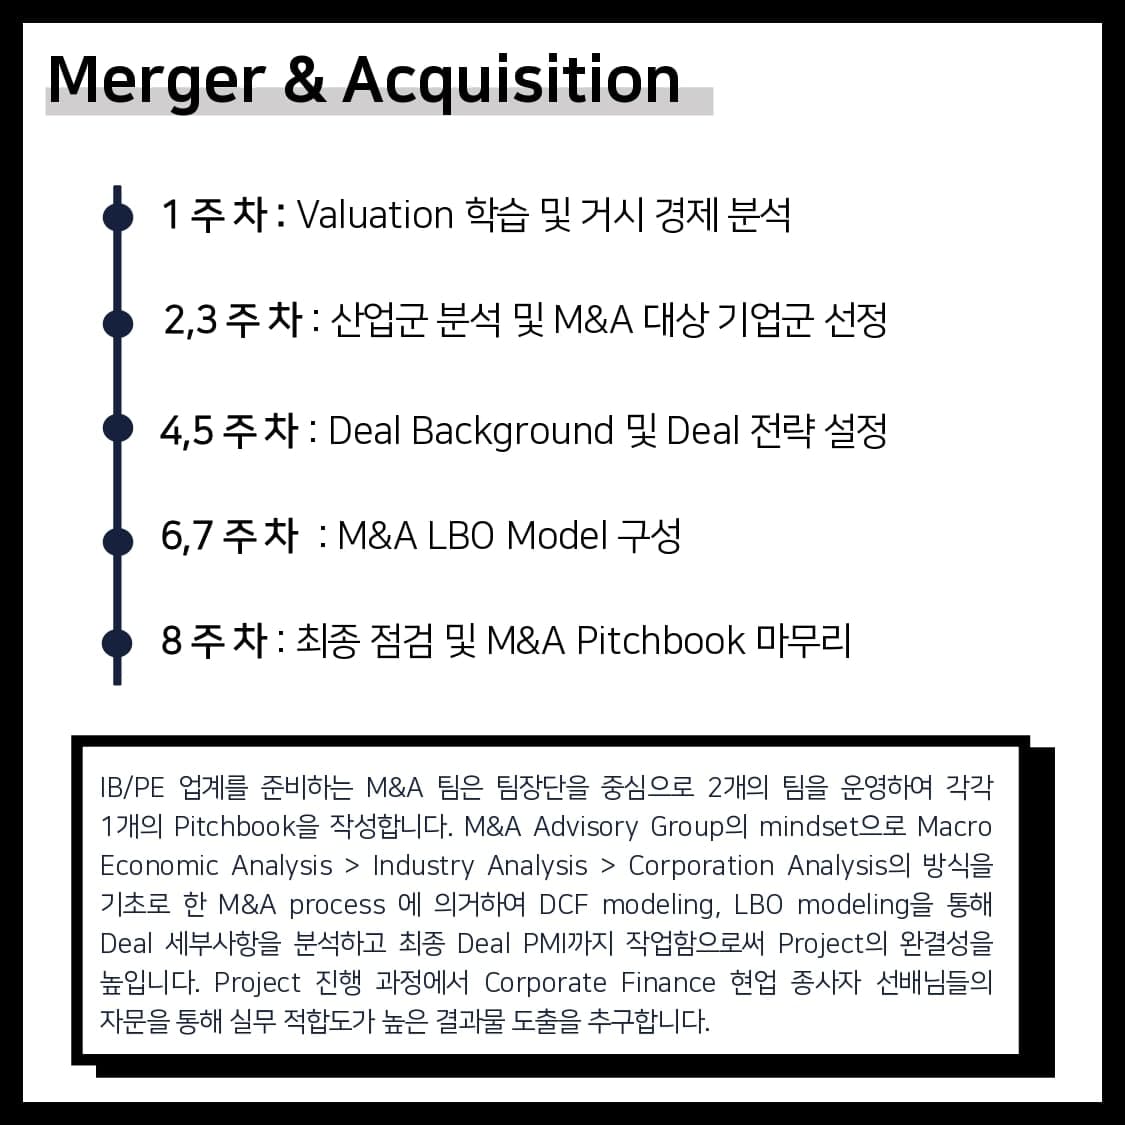 Merger & Acquisition
1 주 차 : Valuation 학습 및 거시 경제 분석
2,3 주 차 : 산업군 분석 및 M&A 대상 기업군 선정
4,5 주 차 : Deal Background 및 Deal 전략 설정
6,7 주 차 : M&A LBO Model 구성
8 주 차 : 최종 점검 및 M&A Pitchbook 마무리
IB/PE 업계를 준비하는 M&A 팀은 팀장단을 중심으로 2개의 팀을 운영하여 각각
1개의 Pitchbook을 작성합니다. M&A Advisory Group의 mindset으로 Macro
Economic Analysis > Industry Analysis > Corporation Analysis의 방식을
기초로 한 M&A process 에 의거하여 DCF modeling, LBO modeling을 통해
Deal 세부사항을 분석하고 최종 Deal PMI까지 작업함으로써 Project의 완결성을
높입니다. Project 진행 과정에서 Corporate Finance 현업 종사자 선배님들의
자문을 통해 실무 적합도가 높은 결과물 도출을 추구합니다.